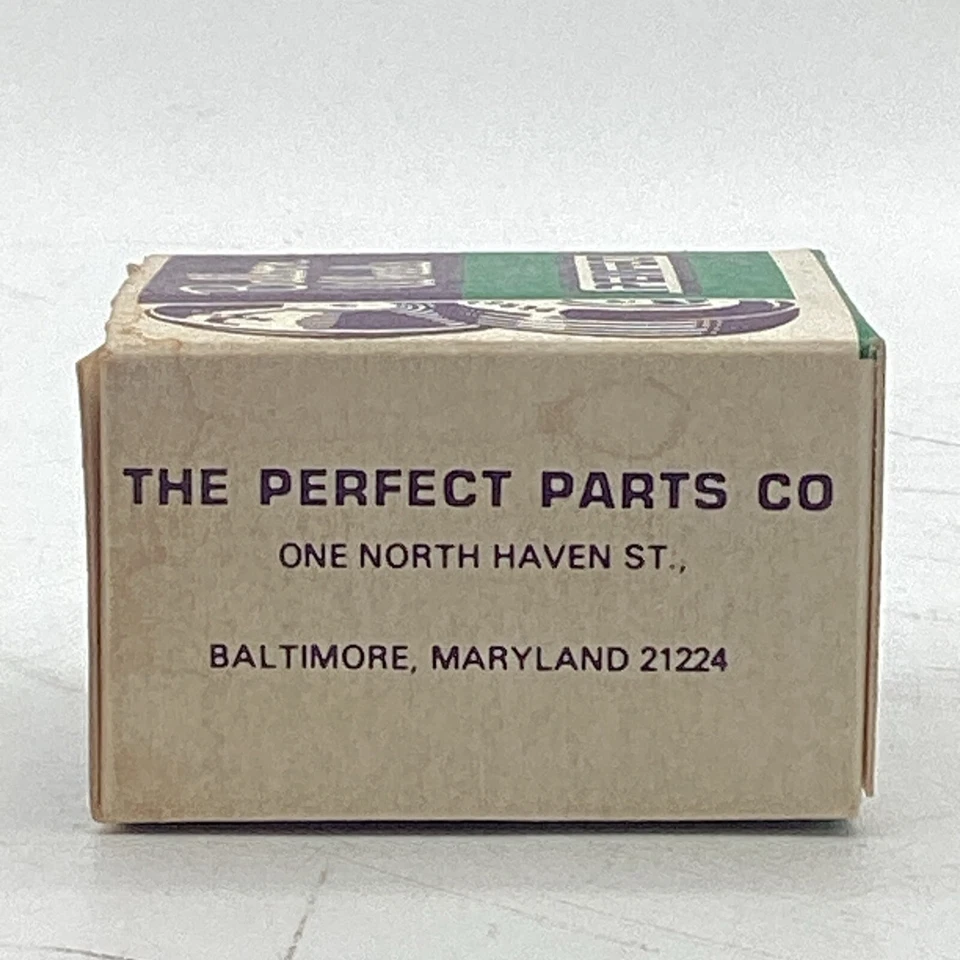 THE PERFECT PARTS CO
ONE NORTH HAVEN ST.,
BALTIMORE, MARYLAND 21224